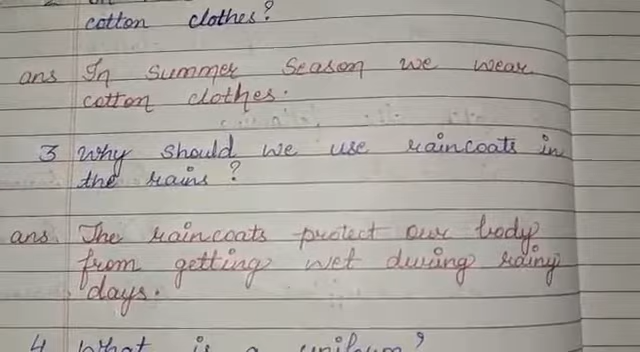 cotton clothes?
ans In summer season we wear
cotton clothes.
3 Why should we use raincoats in
the rains?
ans. The raincoats protect our body
from getting wet during rainy
days.
4 What is a uniform?